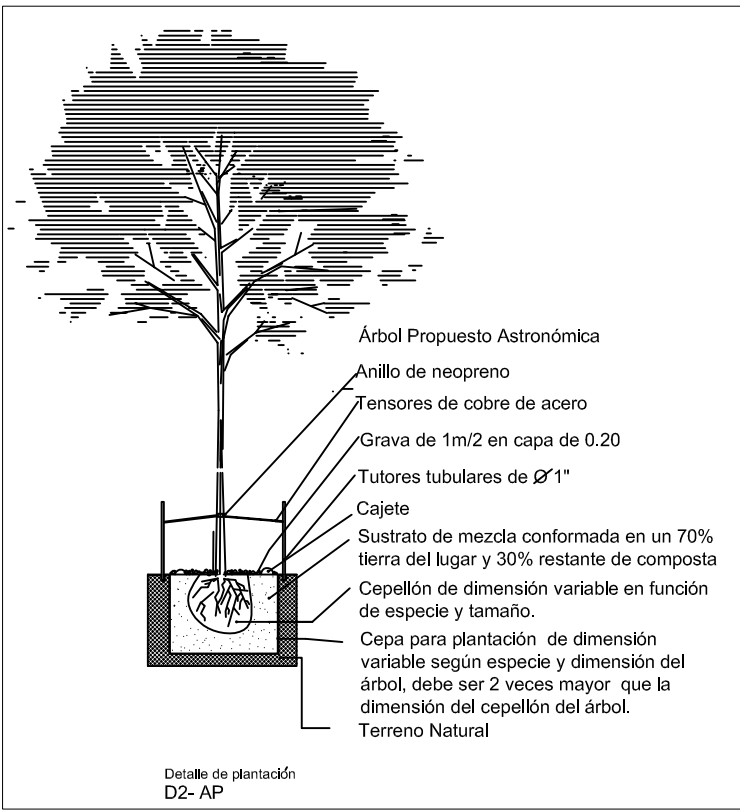 Árbol Propuesto Astronómica
Anillo de neopreno
Tensores de cobre de acero
Grava de 1m/2 en capa de 0.20
Tutores tubulares de Ø 1"
Cajete
Sustrato de mezcla conformada en un 70%
tierra del lugar y 30% restante de composta
Cepellón de dimensión variable en función
de especie y tamaño.
Cepa para plantación de dimensión
variable según especie y dimensión del
árbol, debe ser 2 veces mayor que la
dimensión del cepellón del árbol.
Terreno Natural
Detalle de plantación
D2- AP